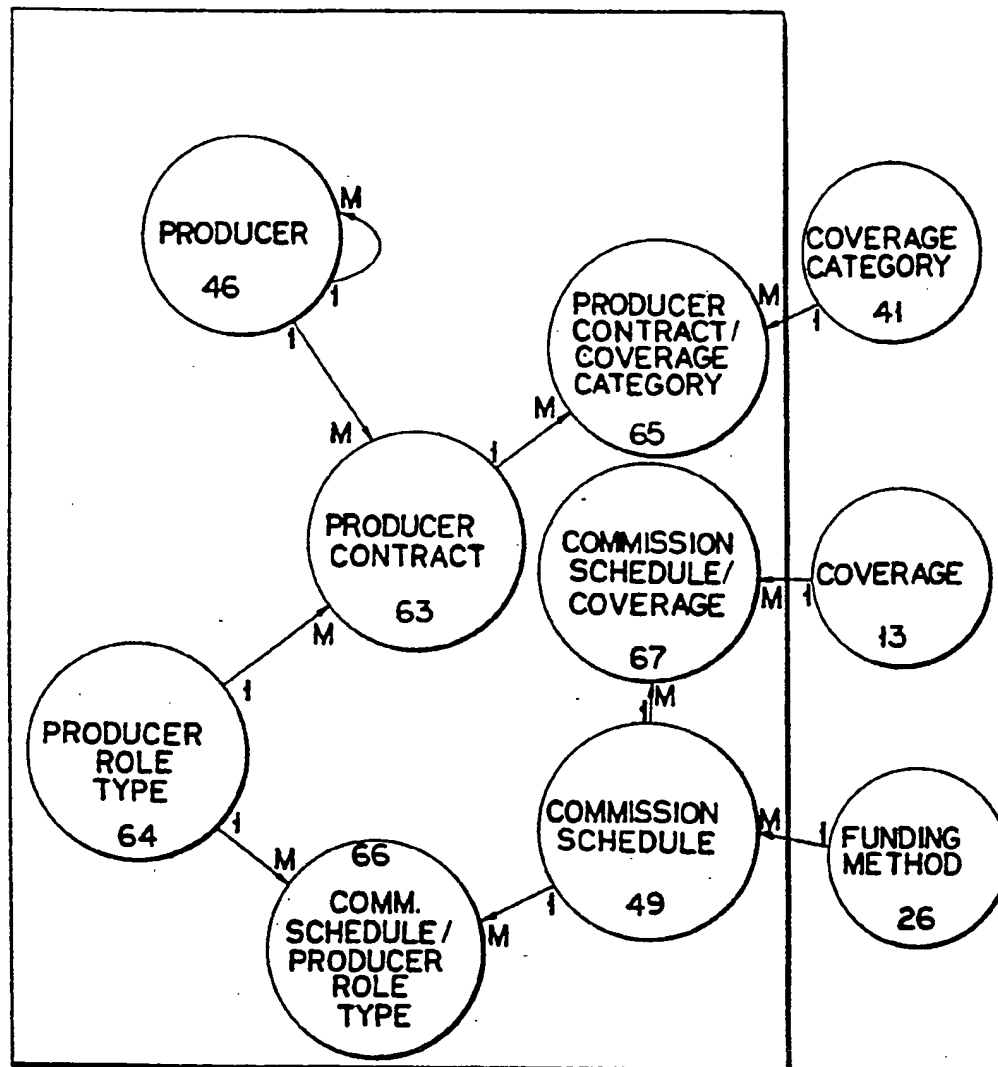 PRODUCER
46
M
1
1
M
PRODUCER
CONTRACT/
COVERAGE
CATEGORY
65
M
1
COVERAGE
CATEGORY
41
M
1
PRODUCER
CONTRACT
63
M
1
COMMISSION
SCHEDULE/
COVERAGE
67
M
1
COVERAGE
13
1
M
PRODUCER
ROLE
TYPE
64
1
M
COMMISSION
SCHEDULE
49
M
1
FUNDING
METHOD
26
66
COMM.
SCHEDULE/
PRODUCER
ROLE
TYPE
M
1